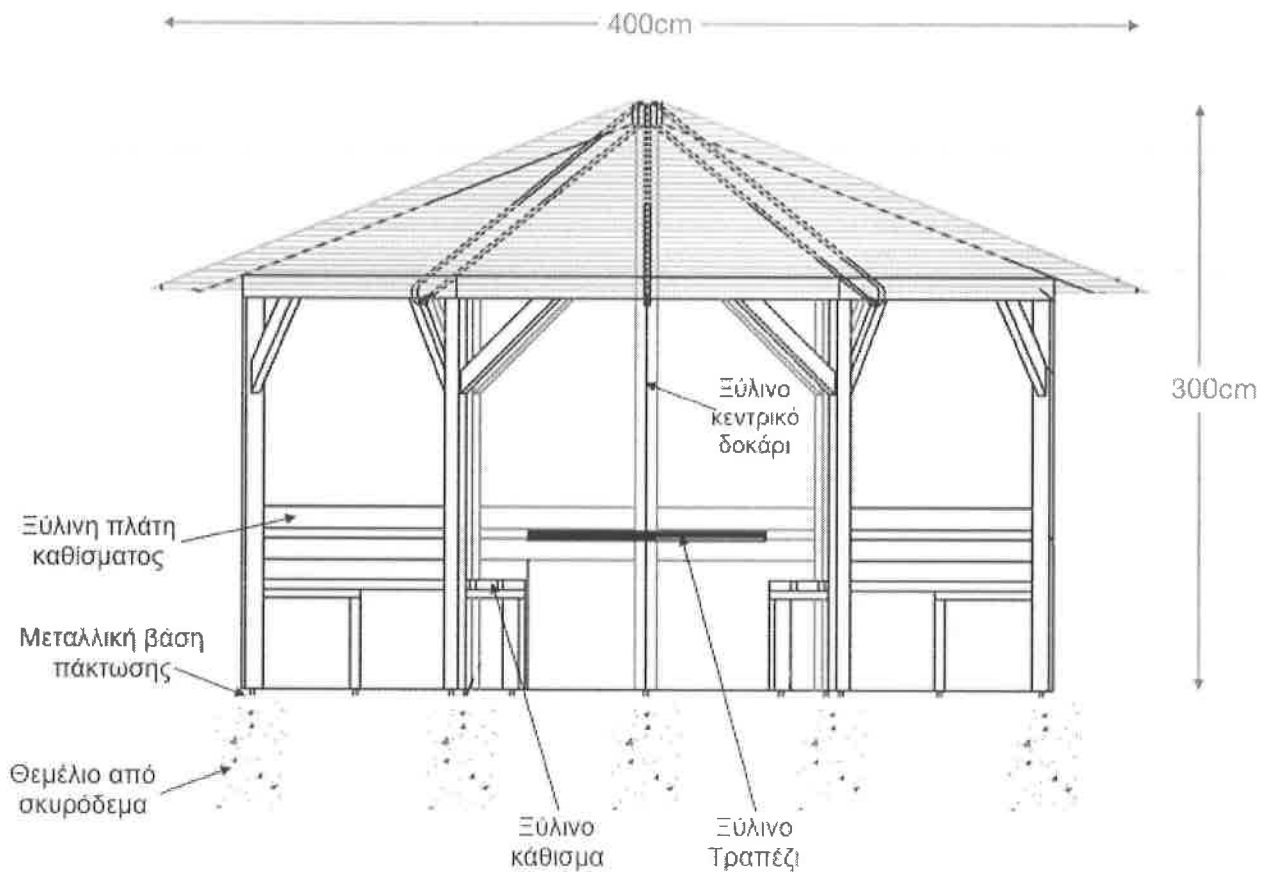 400cm
300cm
Ξύλινο
κεντρικό
δοκάρι
Ξύλινη πλάτη
καθίσματος
Μεταλλική βάση
πάκτωσης
Θεμέλιο από
σκυρόδεμα
Ξύλινο
κάθισμα
Ξύλινο
Τραπέζι